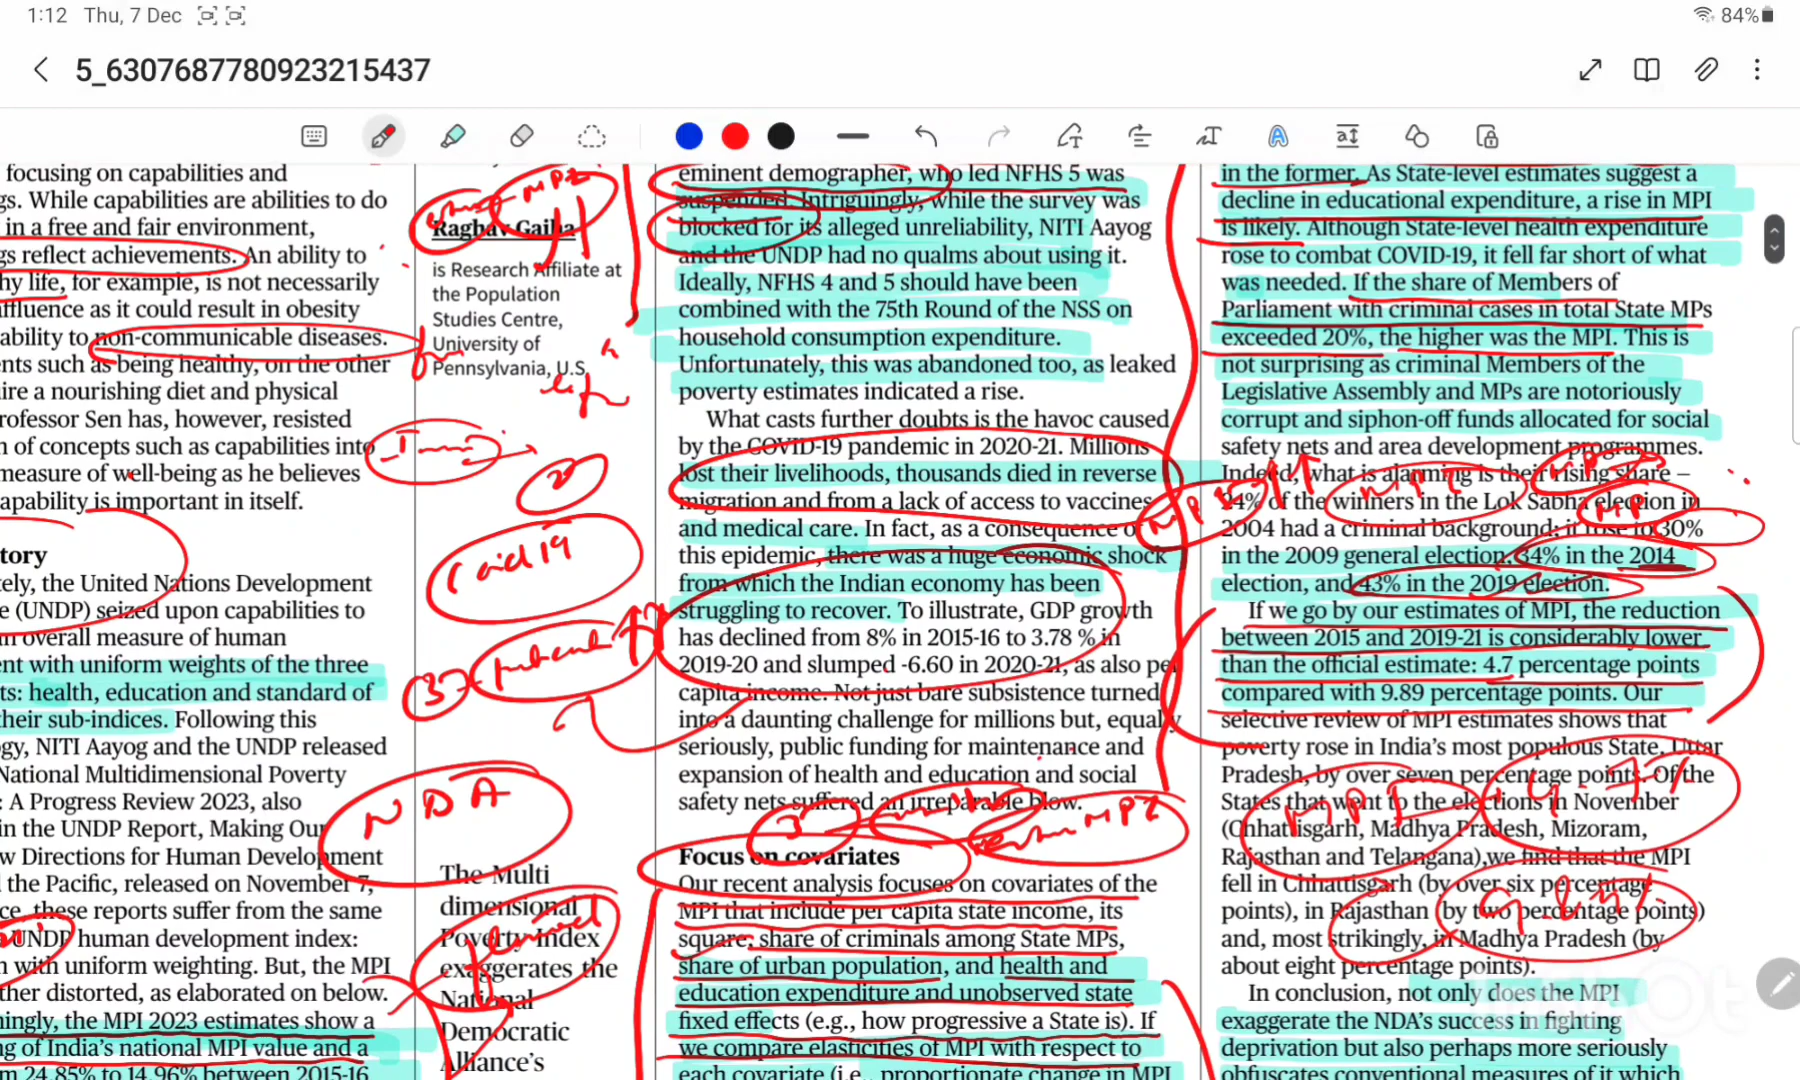 1:12 Thu, 7 Dec
84%
5_6307687780923215437
focusing on capabilities and
gs. While capabilities are abilities to do
in a free and fair environment,
gs reflect achievements. An ability to
hy life, for example, is not necessarily
affluence as it could result in obesity
ability to non-communicable diseases.
ents such as being healthy, on the other
ire a nourishing diet and physical
rofessor Sen has, however, resisted
n of concepts such as capabilities into
measure of well-being as he believes
apability is important in itself.
tory
tely, the United Nations Development
e (UNDP) seized upon capabilities to
n overall measure of human
ent with uniform weights of the three
ts: health, education and standard of
their sub-indices. Following this
ogy, NITI Aayog and the UNDP released
National Multidimensional Poverty
: A Progress Review 2023, also
in the UNDP Report, Making Our
w Directions for Human Development
l the Pacific, released on November 7,
ce, these reports suffer from the same
UNDP human development index:
n with uniform weighting. But, the MPI
ther distorted, as elaborated on below.
ingly, the MPI 2023 estimates show a
ng of India's national MPI value and a
m 24.85% to 14.96% between 2015-16
MPI
Raghav Gaiha
is Research Affiliate at
the Population
Studies Centre,
University of
Pennsylvania, U.S.
2
Covid 19
3
NDA
The Multi
dimensional
Poverty Index
exaggerates the
National
Democratic
Alliance's
eminent demographer, who led NFHS 5 was
suspended. Intriguingly, while the survey was
blocked for its alleged unreliability, NITI Aayog
and the UNDP had no qualms about using it.
Ideally, NFHS 4 and 5 should have been
combined with the 75th Round of the NSS on
household consumption expenditure.
Unfortunately, this was abandoned too, as leaked
poverty estimates indicated a rise.
What casts further doubts is the havoc caused
by the COVID-19 pandemic in 2020-21. Millions
lost their livelihoods, thousands died in reverse
migration and from a lack of access to vaccines
and medical care. In fact, as a consequence of
this epidemic, there was a huge economic shock
from which the Indian economy has been
struggling to recover. To illustrate, GDP growth
has declined from 8% in 2015-16 to 3.78 % in
2019-20 and slumped -6.60 in 2020-21, as also per
capita income. Not just bare subsistence turned
into a daunting challenge for millions but, equally
seriously, public funding for maintenance and
expansion of health and education and social
safety nets suffered an irreparable blow.
3 MPI
Focus on covariates
Our recent analysis focuses on covariates of the
MPI that include per capita state income, its
square, share of criminals among State MPs,
share of urban population, and health and
education expenditure and unobserved state
fixed effects (e.g., how progressive a State is). If
we compare elasticities of MPI with respect to
each covariate (i.e., proportionate change in MPI
in the former. As State-level estimates suggest a
decline in educational expenditure, a rise in MPI
is likely. Although State-level health expenditure
rose to combat COVID-19, it fell far short of what
was needed. If the share of Members of
Parliament with criminal cases in total State MPs
exceeded 20%, the higher was the MPI. This is
not surprising as criminal Members of the
Legislative Assembly and MPs are notoriously
corrupt and siphon-off funds allocated for social
safety nets and area development programmes.
Indeed, what is alarming is their rising share –
24% of the winners in the Lok Sabha election in
2004 had a criminal background; it rose to 30%
in the 2009 general election, 34% in the 2014
election, and 43% in the 2019 election.
If we go by our estimates of MPI, the reduction
between 2015 and 2019-21 is considerably lower
than the official estimate: 4.7 percentage points
compared with 9.89 percentage points. Our
selective review of MPI estimates shows that
poverty rose in India's most populous State, Uttar
Pradesh, by over seven percentage points. Of the
States that went to the elections in November
(Chhattisgarh, Madhya Pradesh, Mizoram,
Rajasthan and Telangana),we find that the MPI
fell in Chhattisgarh (by over six percentage
points), in Rajasthan (by two percentage points)
and, most strikingly, in Madhya Pradesh (by
about eight percentage points).
In conclusion, not only does the MPI
exaggerate the NDA's success in fighting
deprivation but also perhaps more seriously
obfuscates conventional measures of it which
MPI
MPI